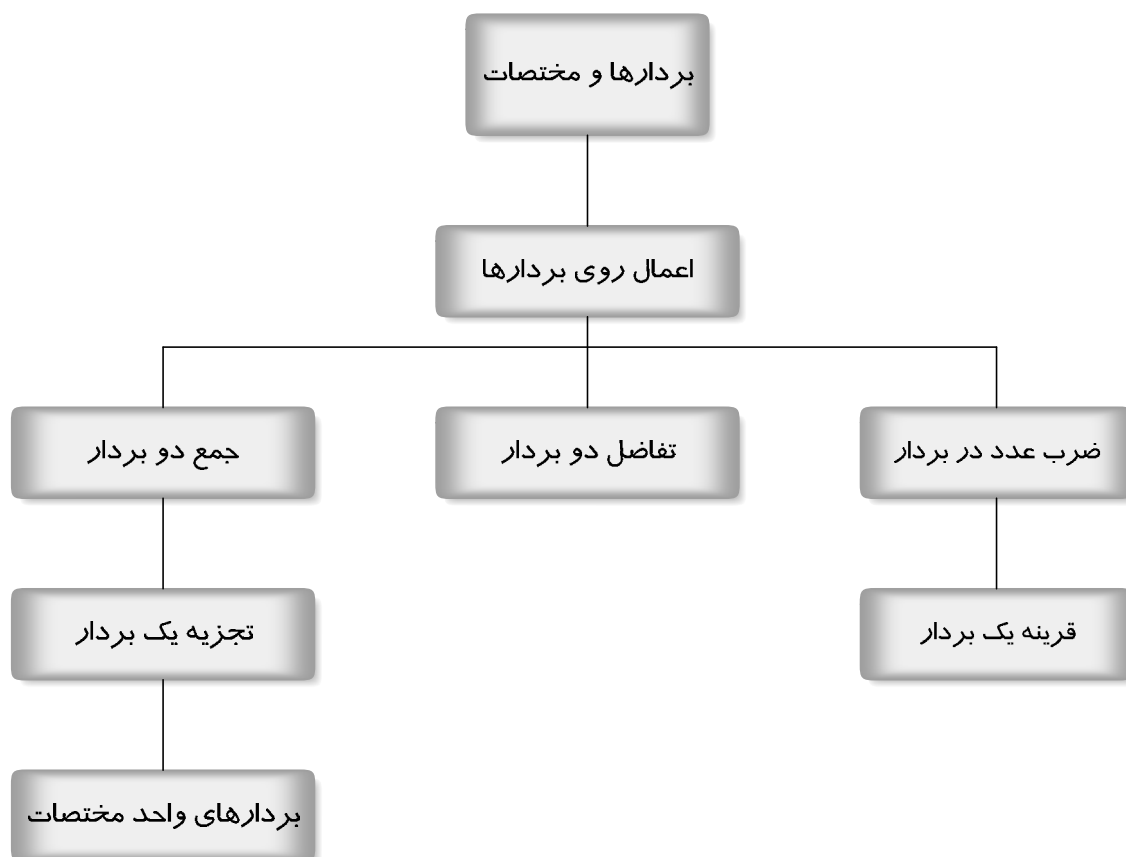 بردارها و مختصات
اعمال روی بردارها
ضرب عدد در بردار
تفاضل دو بردار
جمع دو بردار
قرینه یک بردار
تجزیه یک بردار
بردارهای واحد مختصات